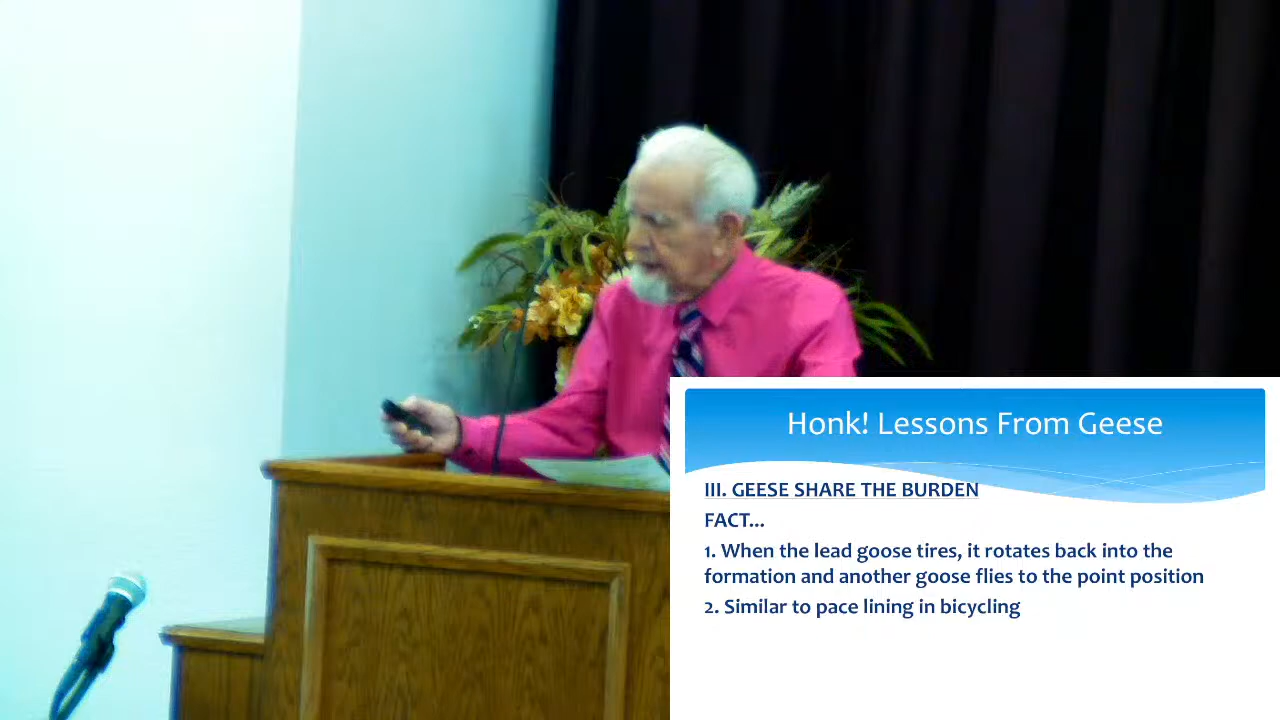 Honk! Lessons From Geese
III. GEESE SHARE THE BURDEN
FACT...
1. When the lead goose tires, it rotates back into the
formation and another goose flies to the point position
2. Similar to pace lining in bicycling